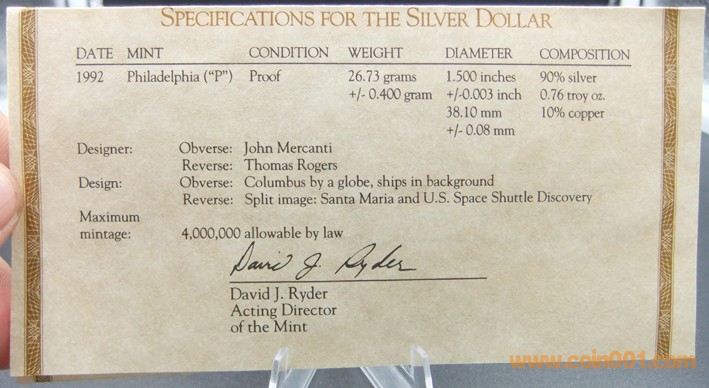 SPECIFICATIONS FOR THE SILVER DOLLAR
DATE MINT CONDITION WEIGHT DIAMETER COMPOSITION
1992 Philadelphia ("P") Proof 26.73 grams 1.500 inches 90% silver
+/- 0.400 gram +/-0.003 inch 0.76 troy oz.
38.10 mm 10% copper
+/- 0.08 mm
Designer: Obverse: John Mercanti
Reverse: Thomas Rogers
Design: Obverse: Columbus by a globe, ships in background
Reverse: Split image: Santa Maria and U.S. Space Shuttle Discovery
Maximum
mintage: 4,000,000 allowable by law
David J. Ryder
David J. Ryder
Acting Director
of the Mint
www.coin001.com